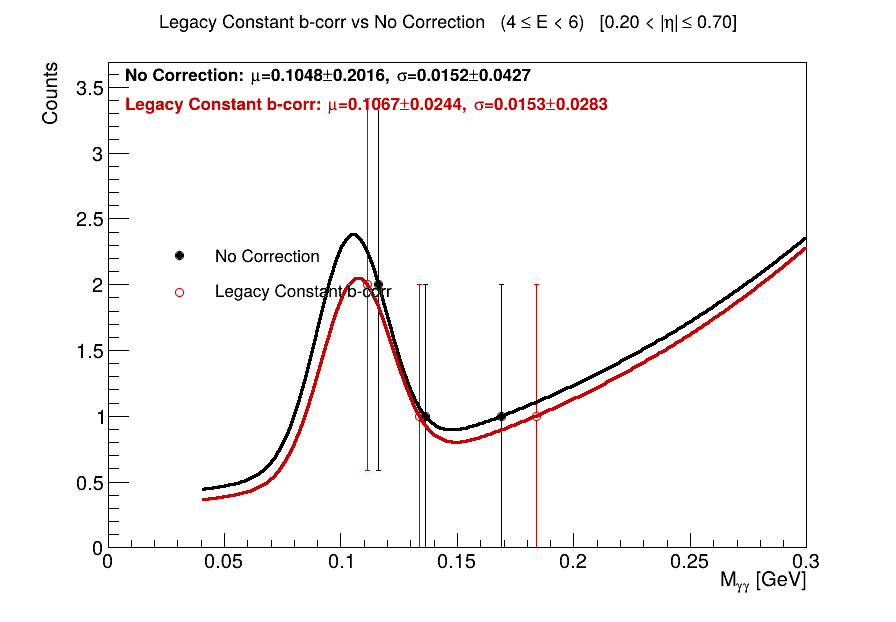 Legacy Constant b-corr vs No Correction (4 ≤ E < 6) [0.20 < |η| ≤ 0.70]
Counts
No Correction: μ=0.1048±0.2016, σ=0.0152±0.0427
Legacy Constant b-corr: μ=0.1067±0.0244, σ=0.0153±0.0283
3.5
3
2.5
No Correction
2
Legacy Constant b-corr
1.5
1
0.5
0
0 0.05 0.1 0.15 0.2 0.25 0.3
Mγγ [GeV]